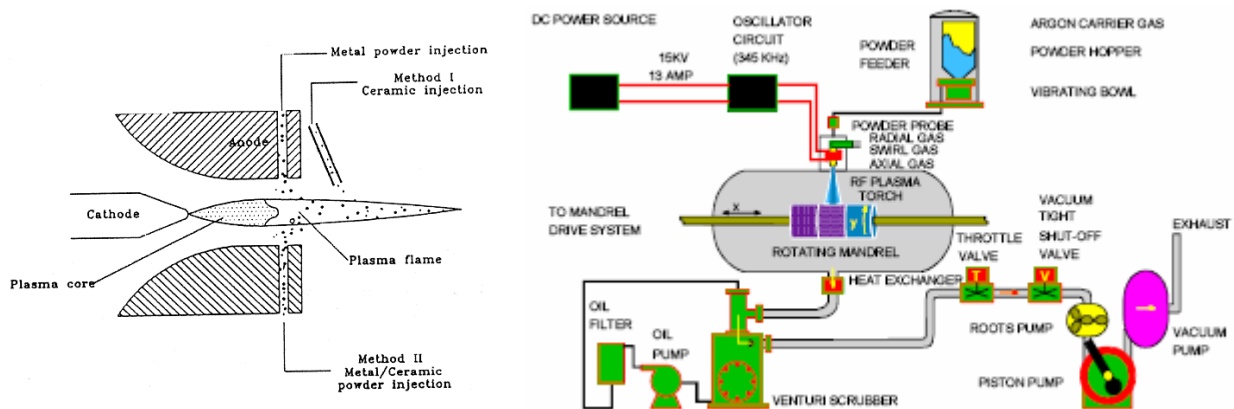 Metal powder injection
Method I
Ceramic injection
Anode
Cathode
Plasma flame
Plasma core
Method II
Metal/Ceramic
powder injection
DC POWER SOURCE
OSCILLATOR
CIRCUIT
(345 KHz)
15KV
13 AMP
POWDER
FEEDER
ARGON CARRIER GAS
POWDER HOPPER
VIBRATING BOWL
POWDER PROBE
RADIAL GAS
SWIRL GAS
AXIAL GAS
RF PLASMA
TORCH
X
y
TO MANDREL
DRIVE SYSTEM
ROTATING MANDREL
VACUUM
TIGHT
SHUT-OFF
VALVE
THROTTLE
VALVE
EXHAUST
HEAT EXCHANGER
T
V
OIL
FILTER
OIL
PUMP
ROOTS PUMP
VACUUM
PUMP
PISTON PUMP
VENTURI SCRUBBER